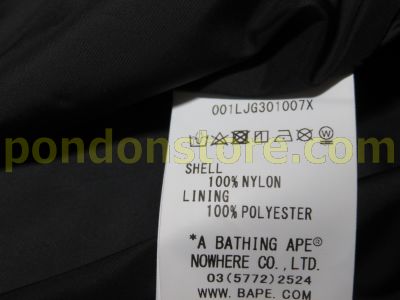 001LJG301007X
pondonstore.com
SHELL
100% NYLON
LINING
100% POLYESTER
*A BATHING APE®
NOWHERE CO., LTD.
03(5772)2524
WWW.BAPE.COM